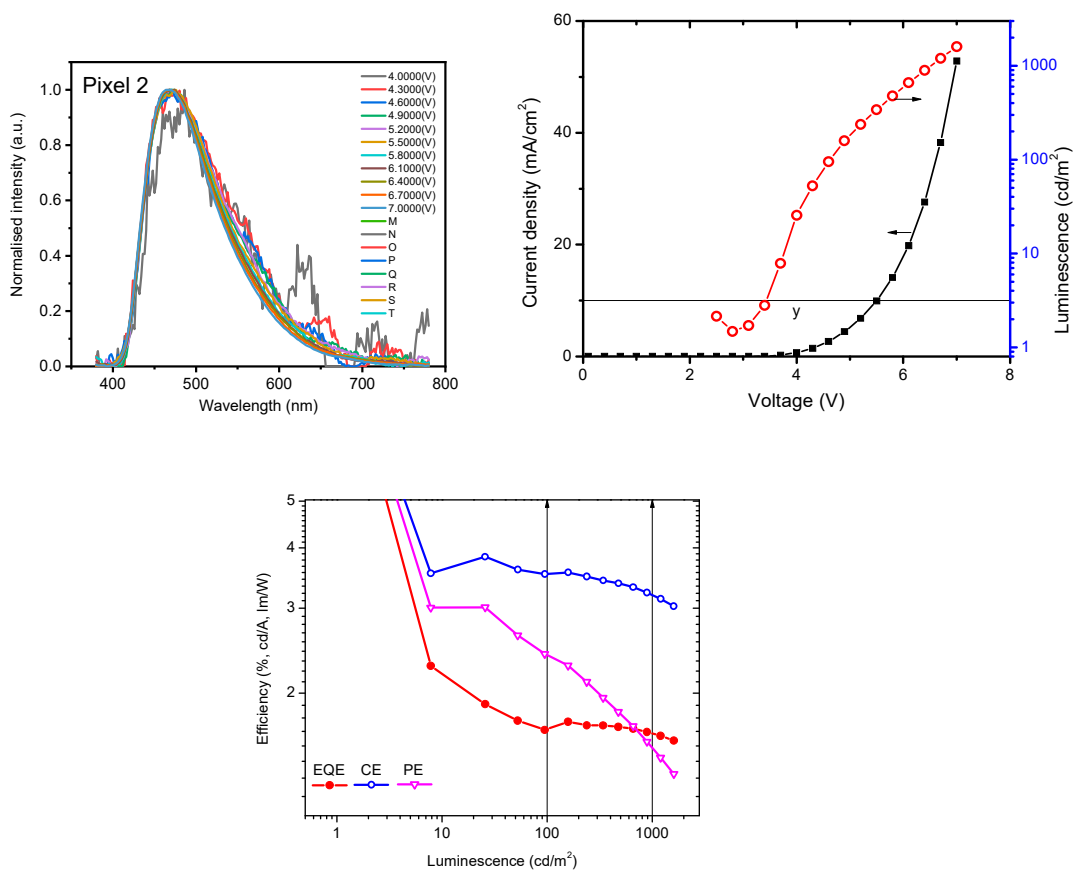 Pixel 2
4.0000(V)
4.3000(V)
4.6000(V)
4.9000(V)
5.2000(V)
5.5000(V)
5.8000(V)
6.1000(V)
6.4000(V)
6.7000(V)
7.0000(V)
M
N
O
P
Q
R
S
T
Normalised intensity (a.u.)
1.0
0.8
0.6
0.4
0.2
0.0
400 500 600 700 800
Wavelength (nm)
Current density (mA/cm²)
60
40
20
0
y
1000
100
10
1
Luminescence (cd/m²)
0 2 4 6 8
Voltage (V)
Efficiency (%, cd/A, lm/W)
5
4
3
2
EQE CE PE
1 10 100 1000
Luminescence (cd/m²)